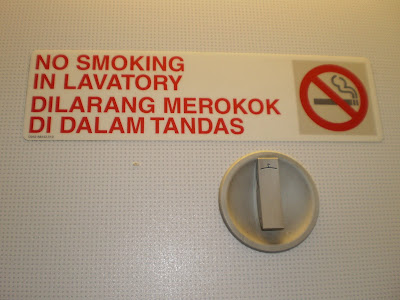 NO SMOKING
IN LAVATORY
DILARANG MEROKOK
DI DALAM TANDAS